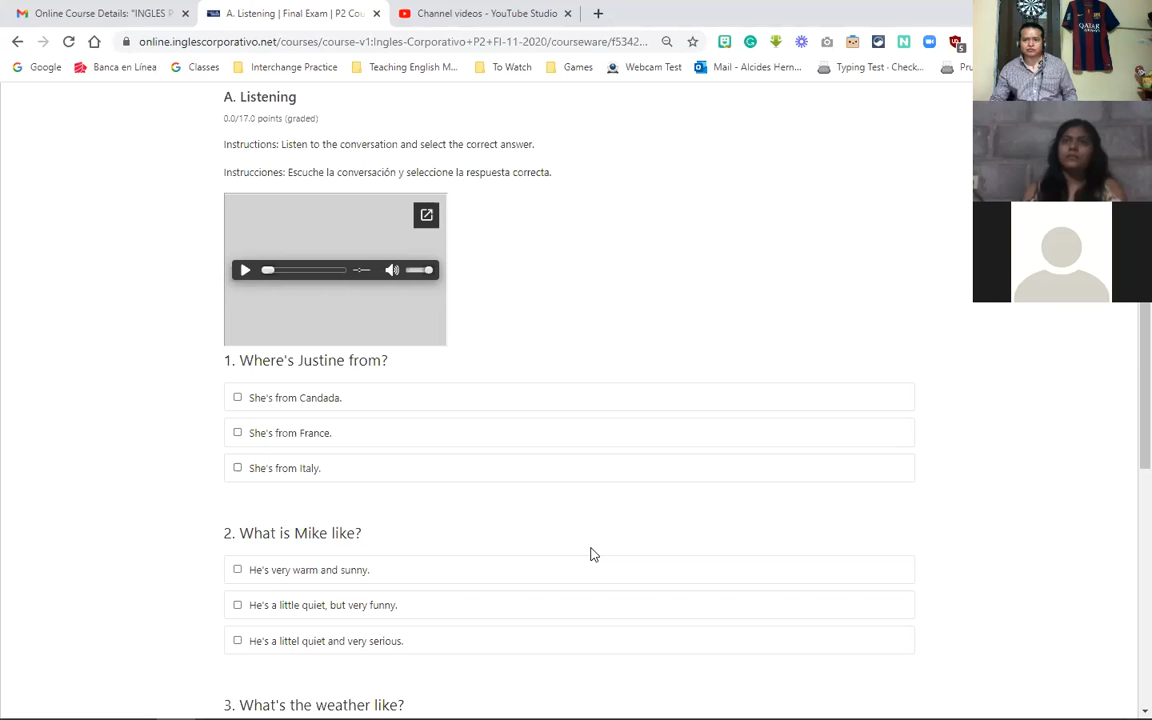 Online Course Details: "INGLES P
A. Listening | Final Exam | P2 Cou
Channel videos - YouTube Studio
online.inglescorporativo.net/courses/course-v1:Ingles-Corporativo+P2+FI-11-2020/courseware/f5342...
Google
Banca en Línea
Classes
Interchange Practice
Teaching English M...
To Watch
Games
Webcam Test
Mail - Alcides Hern...
Typing Test - Check...
Pru
A. Listening
0.0/17.0 points (graded)
Instructions: Listen to the conversation and select the correct answer.
Instrucciones: Escuche la conversación y seleccione la respuesta correcta.
1. Where's Justine from?
She's from Candada.
She's from France.
She's from Italy.
2. What is Mike like?
He's very warm and sunny.
He's a little quiet, but very funny.
He's a littel quiet and very serious.
3. What's the weather like?